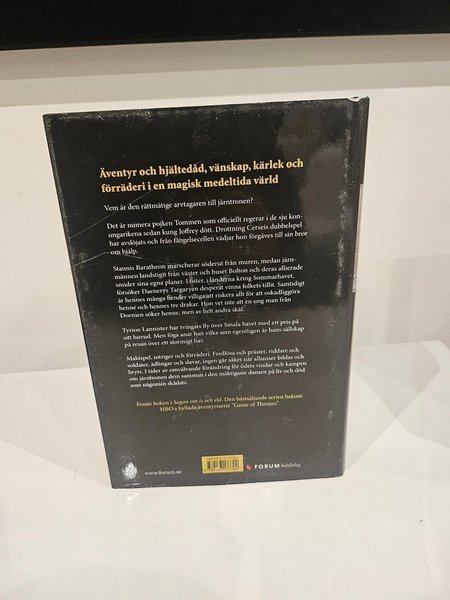 Äventyr och hjältedåd, vänskap, kärlek och
förräderi i en magisk medeltida värld
Vem är den rättmätige arvtagaren till järntronen?
Det är numera pojken Tommen som officiellt regerar i de sju kon-
ungarikena sedan kung Joffrey dött. Drottning Cerseis dubbelspel
har avslöjats och från fängelsecellen vädjar hon förgäves till sin bror
om hjälp.
Stannis Baratheon marscherar söderut från muren, medan järn-
männen landstigit från väster och huset Bolton och deras allierade
smider sina egna planer. I öster, i länderna kring Sommarhavet,
försöker Daenerys Targaryen desperat vinna folkets tillit. Samtidigt
är hennes många fiender villiga att riskera allt för att oskadliggöra
henne och hennes tre drakar. Hon vet inte att en ung man från
Dornien söker henne, men av helt andra skäl.
Tyrion Lannister har tvingats fly över Smala havet med ett pris på
sitt huvud. Men föga anar han vilka som egentligen är hans sällskap
på resan över ett stormigt hav.
Maktspel, intriger och förräderi. Fredlösa och präster, riddare och
soldater, ädlingar och slavar, ingen går säker när allianser bildas och
bryts. I tider av omvälvande förändring för ödets vindar och kampen
om järntronen dem samman i den mäktigaste dansen på liv och död
som någonsin skådats.
Femte boken i Sagan om is och eld. Den bästsäljande serien bakom
HBO:s hyllade äventyrsserie "Game of Thrones".
www.forum.se
FORUM bokförlag